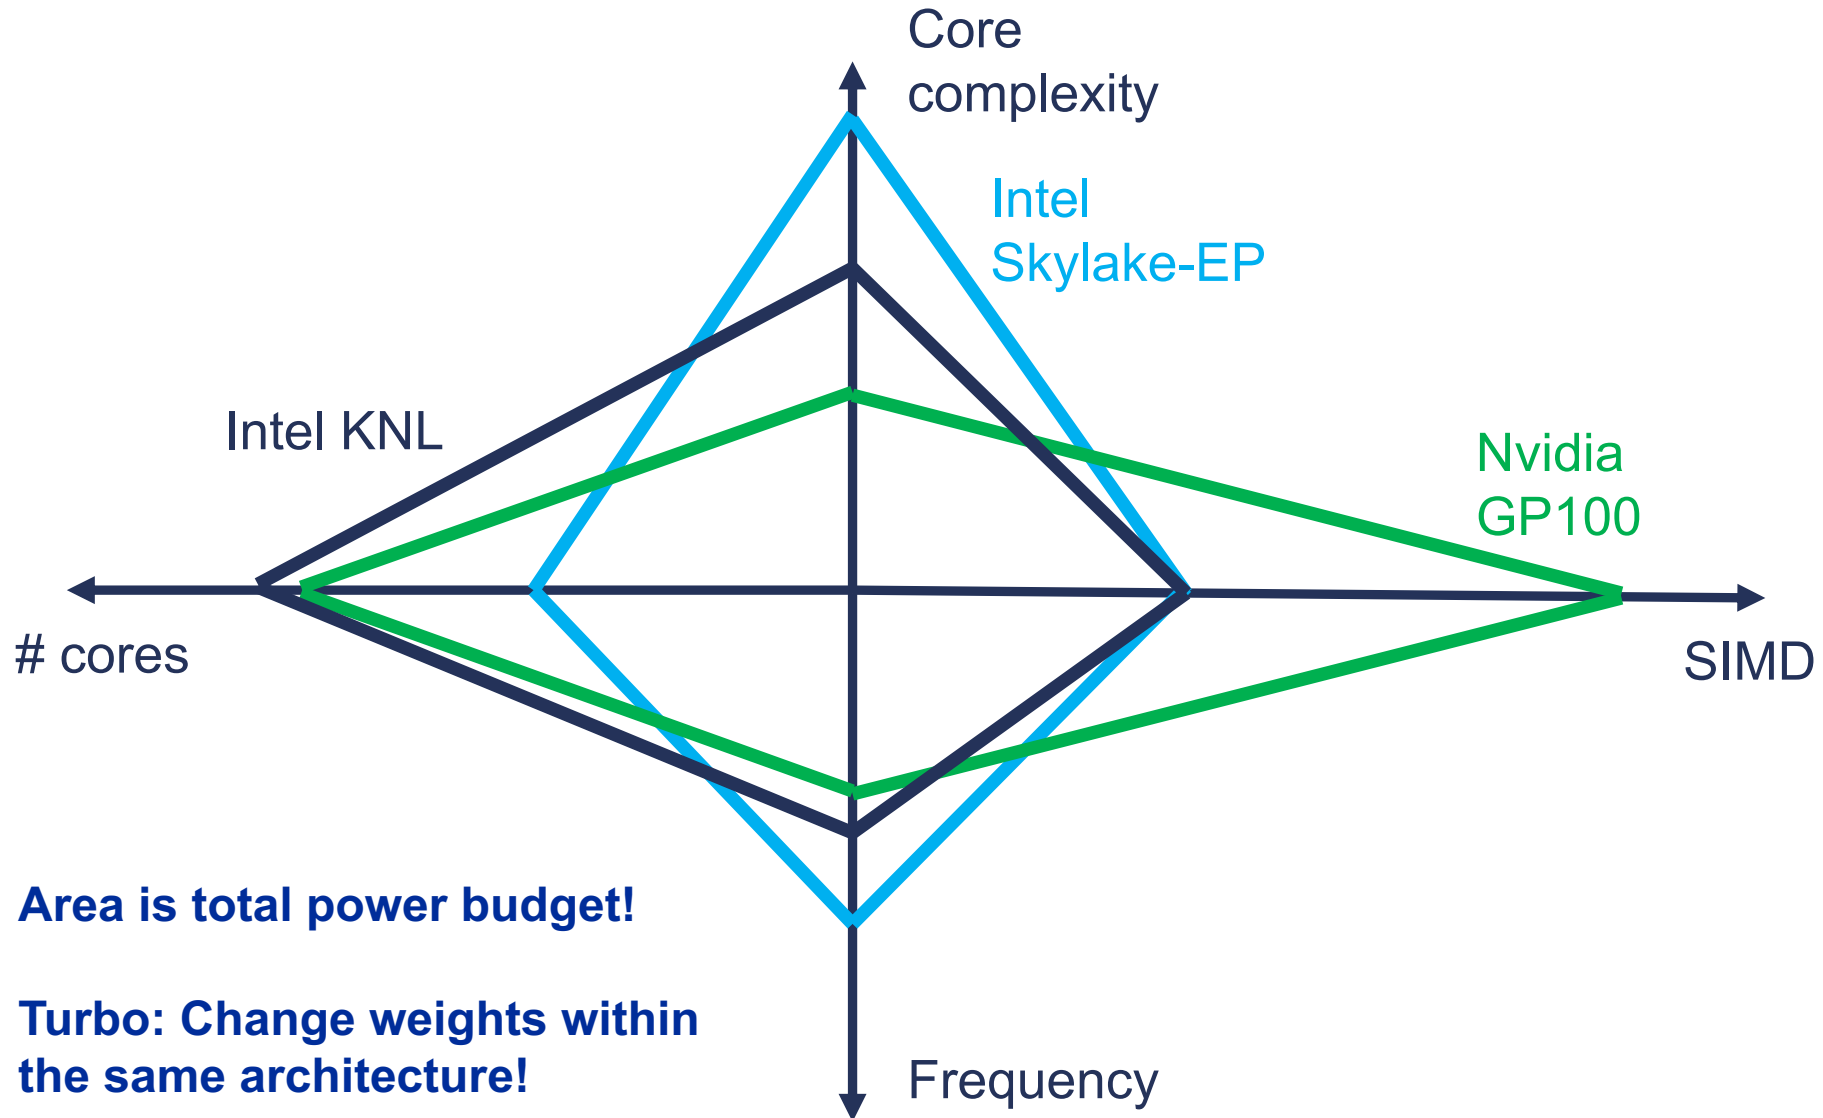 Core
complexity
Intel
Skylake-EP
Intel KNL
Nvidia
GP100
# cores
SIMD
Area is total power budget!
Turbo: Change weights within
the same architecture!
Frequency